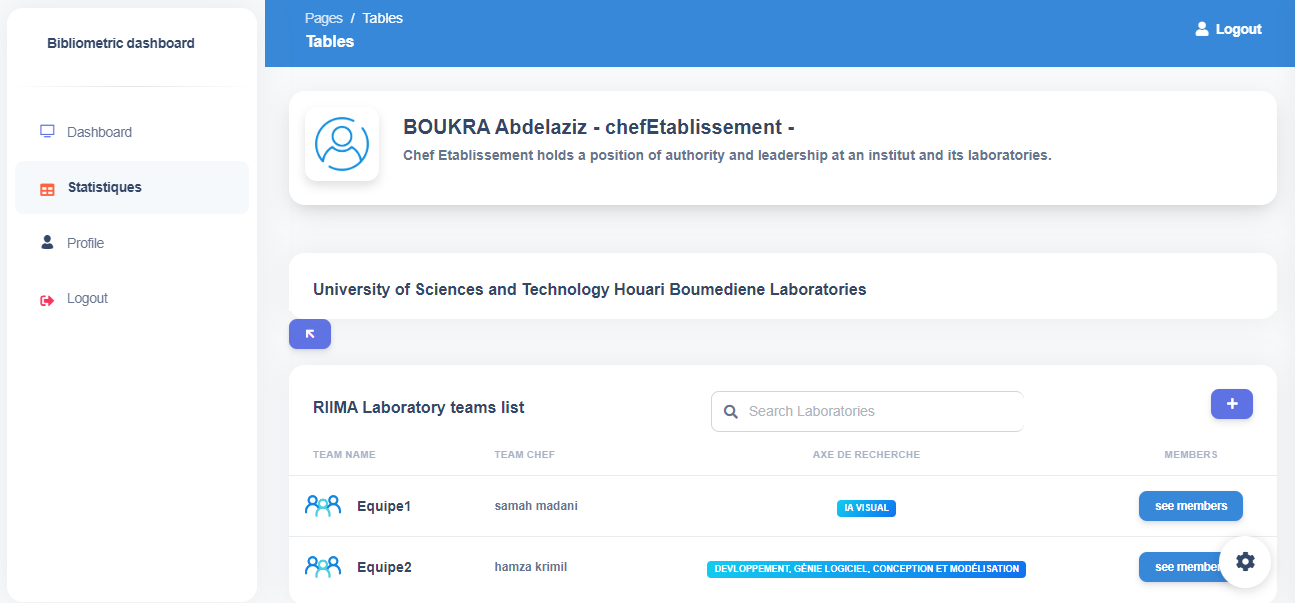 Bibliometric dashboard
Dashboard
Statistiques
Profile
Logout
Pages / Tables
Tables
Logout
BOUKRA Abdelaziz - chefEtablissement -
Chef Etablissement holds a position of authority and leadership at an institut and its laboratories.
University of Sciences and Technology Houari Boumediene Laboratories
RIIMA Laboratory teams list
Search Laboratories
TEAM NAME TEAM CHEF AXE DE RECHERCHE MEMBERS
Equipe1 samah madani IA VISUAL see members
Equipe2 hamza krimil DEVLOPPEMENT, GÉNIE LOGICIEL, CONCEPTION ET MODÉLISATION see